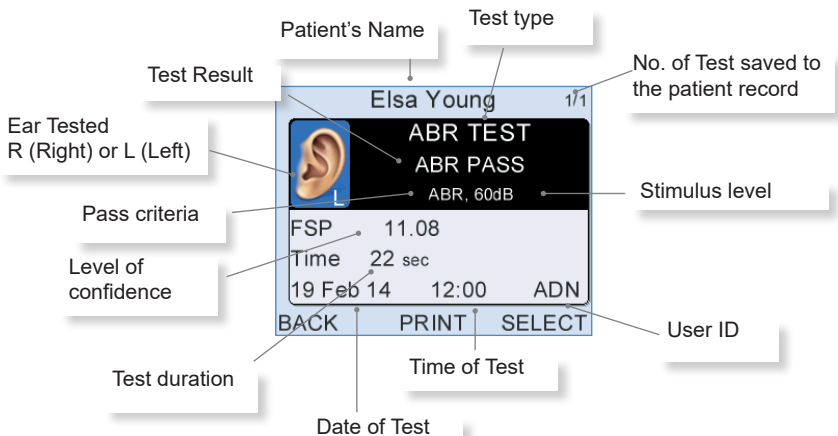 Patient’s Name
Test type
No. of Test saved to
the patient record
Test Result
Elsa Young 1/1
Ear Tested
R (Right) or L (Left)
ABR TEST
ABR PASS
L
ABR, 60dB
Stimulus level
Pass criteria
FSP 11.08
Level of
confidence
Time 22 sec
19 Feb 14 12:00 ADN
BACK PRINT SELECT
User ID
Test duration
Time of Test
Date of Test